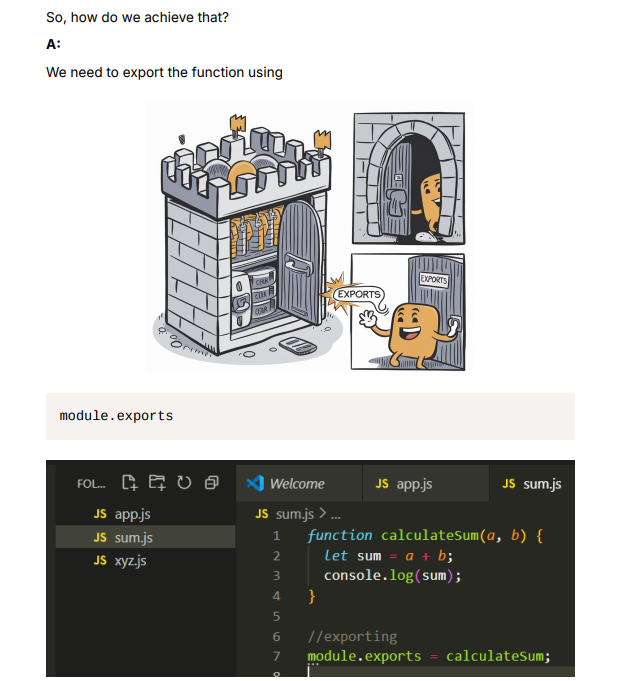 So, how do we achieve that?
A:
We need to export the function using
EXPORTS
EXPORTS
module.exports
FOL...
Welcome
JS app.js
JS sum.js
JS app.js
JS sum.js
JS xyz.js
JS sum.js > ...
1 function calculateSum(a, b) {
2 let sum = a + b;
3 console.log(sum);
4 }
5
6 //exporting
7 module.exports = calculateSum;
8